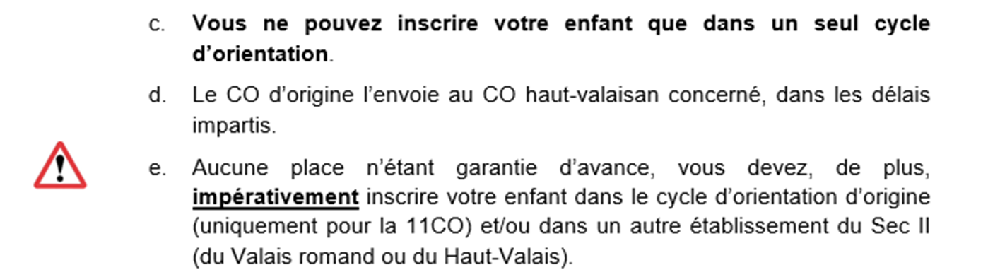 c. Vous ne pouvez inscrire votre enfant que dans un seul cycle
d’orientation.
d. Le CO d’origine l’envoie au CO haut-valaisan concerné, dans les délais
impartis.
e. Aucune place n’étant garantie d’avance, vous devez, de plus,
impérativement inscrire votre enfant dans le cycle d’orientation d’origine
(uniquement pour la 11CO) et/ou dans un autre établissement du Sec II
(du Valais romand ou du Haut-Valais).